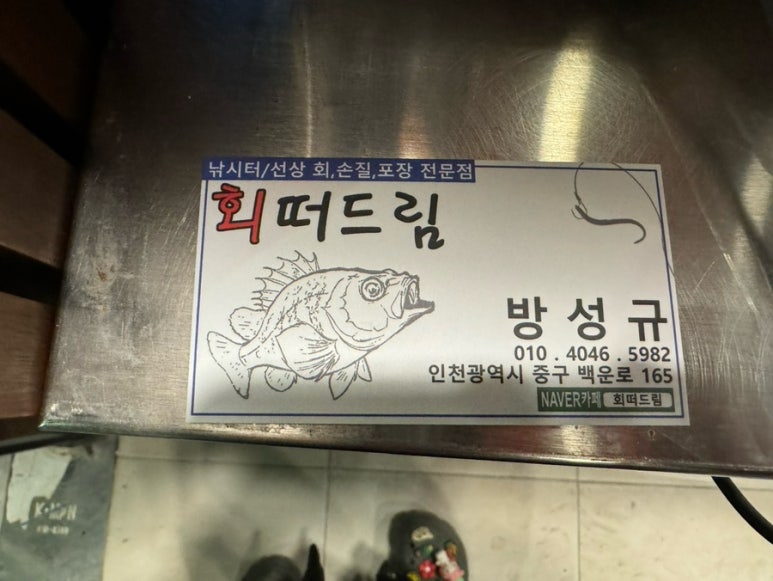 낚시터/선상 회,손질,포장 전문점
회떠드림
방성규
010 . 4046 . 5982
인천광역시 중구 백운로 165
NAVER카페 회떠드림